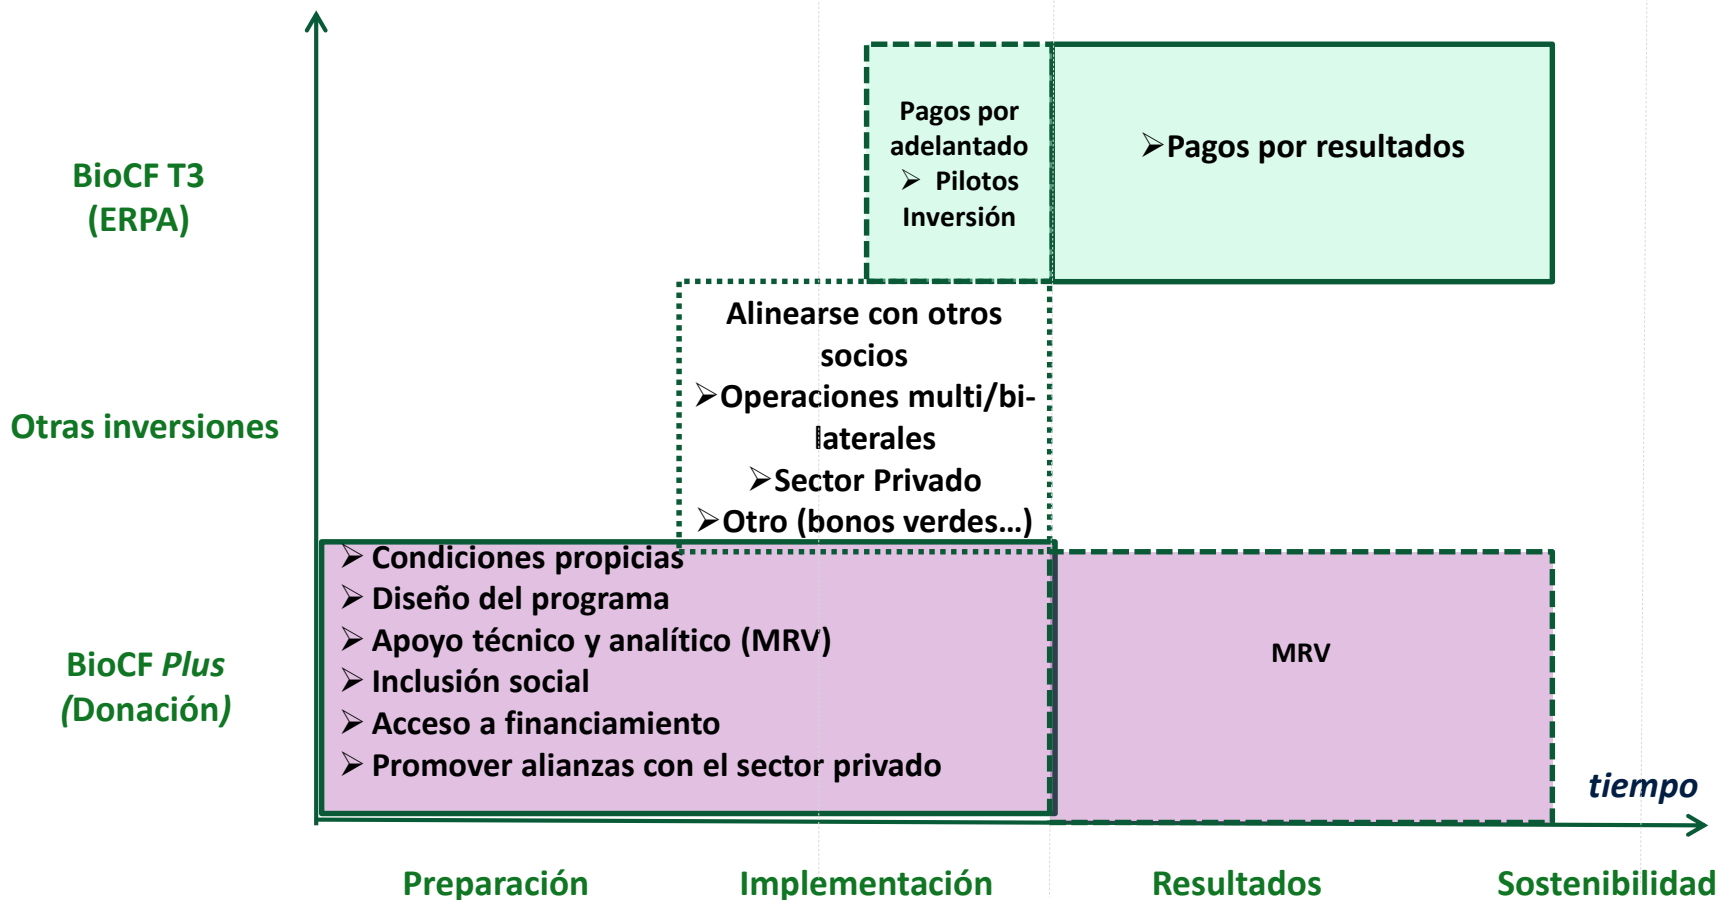 BioCF T3
(ERPA)
Pagos por
adelantado
➢ Pilotos
Inversión
➢Pagos por resultados
Otras inversiones
Alinearse con otros
socios
➢Operaciones multi/bi-
laterales
➢Sector Privado
➢Otro (bonos verdes...)
BioCF Plus
(Donación)
➢ Condiciones propicias
➢ Diseño del programa
➢ Apoyo técnico y analítico (MRV)
➢ Inclusión social
➢ Acceso a financiamiento
➢ Promover alianzas con el sector privado
MRV
tiempo
Preparación
Implementación
Resultados
Sostenibilidad